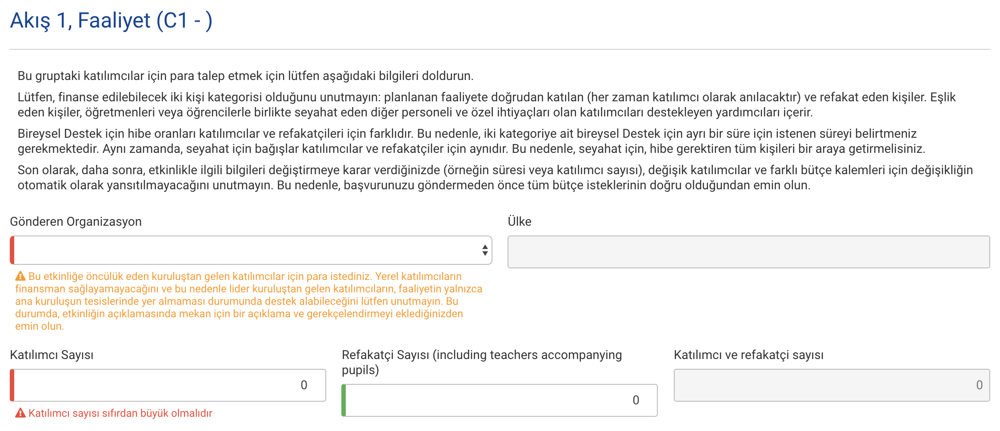 Akış 1, Faaliyet (C1 - )
Bu gruptaki katılımcılar için para talep etmek için lütfen aşağıdaki bilgileri doldurun.
Lütfen, finanse edilebilecek iki kişi kategorisi olduğunu unutmayın: planlanan faaliyete doğrudan katılan (her zaman katılımcı olarak anılacaktır) ve refakat eden kişiler. Eşlik
eden kişiler, öğretmenleri veya öğrencilerle birlikte seyahat eden diğer personeli ve özel ihtiyaçları olan katılımcıları destekleyen yardımcıları içerir.
Bireysel Destek için hibe oranları katılımcılar ve refakatçileri için farklıdır. Bu nedenle, iki kategoriye ait bireysel Destek için ayrı bir süre için istenen süreyi belirtmeniz
gerekmektedir. Aynı zamanda, seyahat için bağışlar katılımcılar ve refakatçiler için aynıdır. Bu nedenle, seyahat için, hibe gerektiren tüm kişileri bir araya getirmelisiniz.
Son olarak, daha sonra, etkinlikle ilgili bilgileri değiştirmeye karar verdiğinizde (örneğin süresi veya katılımcı sayısı), değişik katılımcılar ve farklı bütçe kalemleri için değişikliğin
otomatik olarak yansıtılmayacağını unutmayın. Bu nedenle, başvurunuzu göndermeden önce tüm bütçe isteklerinin doğru olduğundan emin olun.
Gönderen Organizasyon
Ülke
Bu etkinliğe öncülük eden kuruluştan gelen katılımcılar için para istediniz. Yerel katılımcıların
finansman sağlayamayacağını ve bu nedenle lider kuruluştan gelen katılımcıların, faaliyetin yalnızca
ana kuruluşun tesislerinde yer almaması durumunda destek alabileceğini lütfen unutmayın. Bu
durumda, etkinliğin açıklamasında mekan için bir açıklama ve gerekçelendirmeyi eklediğinizden
emin olun.
Katılımcı Sayısı
Refakatçi Sayısı (including teachers accompanying
pupils)
Katılımcı ve refakatçi sayısı
0
0
0
Katılımcı sayısı sıfırdan büyük olmalıdır